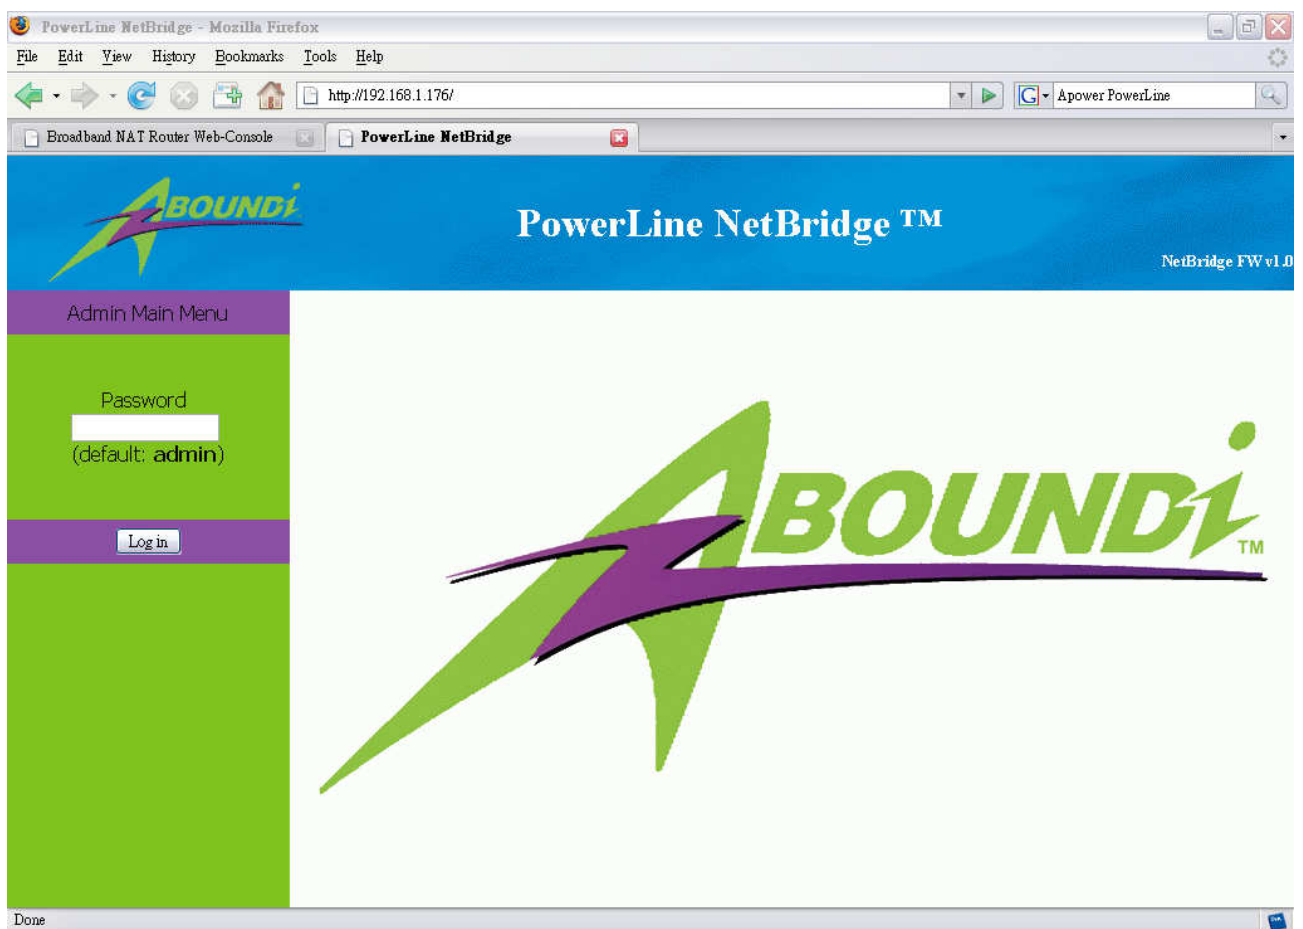 PowerLine NetBridge - Mozilla Firefox
File Edit View History Bookmarks Tools Help
http://192.168.1.176/
G Apower PowerLine
Broadband NAT Router Web-Console
PowerLine NetBridge
ABOUNDi
PowerLine NetBridge ™
NetBridge FW v1.0
Admin Main Menu
Password
(default: admin)
Log in
ABOUNDi TM
Done